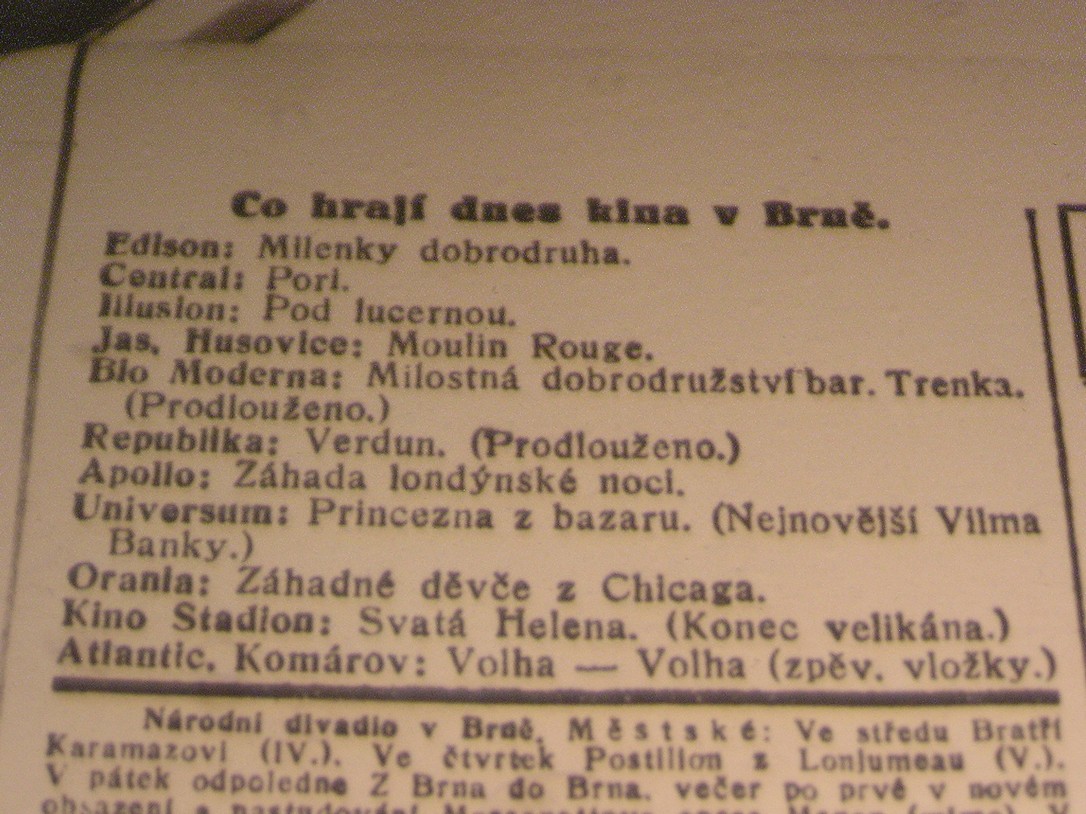 Co hrají dnes kina v Brně.
Edison: Milenky dobrodruha.
Central: Pori.
Illusion: Pod lucernou.
Jas, Husovice: Moulin Rouge.
Bio Moderna: Milostná dobrodružství bar. Trenka.
(Prodlouženo.)
Republika: Verdun. (Prodlouženo.)
Apollo: Záhada londýnské noci.
Universum: Princezna z bazaru. (Nejnovější Vilma
Banky.)
Orania: Záhadné děvče z Chicaga.
Kino Stadion: Svatá Helena. (Konec velikána.)
Atlantic, Komárov: Volha — Volha (zpěv. vložky.)
Národní divadlo v Brně. Městské: Ve středu Bratři
Karamazovi (IV.). Ve čtvrtek Postillon z Lonjumeau (V.).
V pátek odpoledne Z Brna do Brna, večer po prvé v novém
obsazení a nastudování